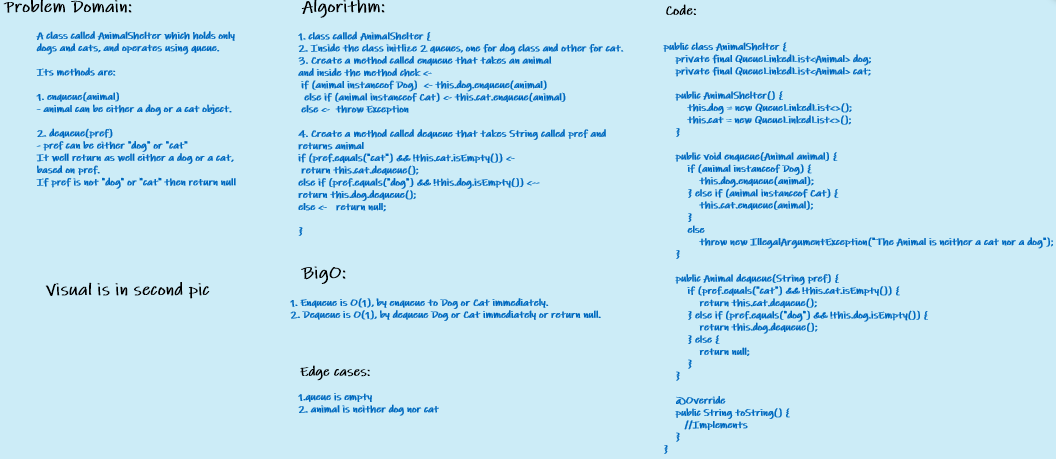 Problem Domain:
A class called AnimalShelter which holds only
dogs and cats, and operates using queue.
Its methods are:
1. enqueue(animal)
- animal can be either a dog or a cat object.
2. dequeue(pref)
- pref can be either "dog" or "cat"
It well return as well either a dog or a cat,
based on pref.
If pref is not "dog" or "cat" then return null
Visual is in second pic
Algorithm:
1. class called AnimalShelter {
2. Inside the class initlize 2 queues, one for dog class and other for cat.
3. Create a method called enqueue that takes an animal
and inside the method chek <-
if (animal instanceof Dog) <- this.dog.enqueue(animal)
else if (animal instanceof Cat) <- this.cat.enqueue(animal)
else <- throw Exception
4. Create a method called dequeue that takes String called pref and
returns animal
if (pref.equals("cat") && !this.cat.isEmpty()) <-
return this.cat.dequeue();
else if (pref.equals("dog") && !this.dog.isEmpty()) <--
return this.dog.dequeue();
else <- return null;
}
BigO:
1. Enqueue is O(1), by enqueue to Dog or Cat immediately.
2. Dequeue is O(1), by dequeue Dog or Cat immediately or return null.
Edge cases:
1.queue is empty
2. animal is neither dog nor cat
Code:
public class AnimalShelter {
private final QueueLinkedList<Animal> dog;
private final QueueLinkedList<Animal> cat;
public AnimalShelter() {
this.dog = new QueueLinkedList<>();
this.cat = new QueueLinkedList<>();
}
public void enqueue(Animal animal) {
if (animal instanceof Dog) {
this.dog.enqueue(animal);
} else if (animal instanceof Cat) {
this.cat.enqueue(animal);
}
else
throw new IllegalArgumentException("The Animal is neither a cat nor a dog");
}
public Animal dequeue(String pref) {
if (pref.equals("cat") && !this.cat.isEmpty()) {
return this.cat.dequeue();
} else if (pref.equals("dog") && !this.dog.isEmpty()) {
return this.dog.dequeue();
} else {
return null;
}
}
@Override
public String toString() {
//Implements
}
}